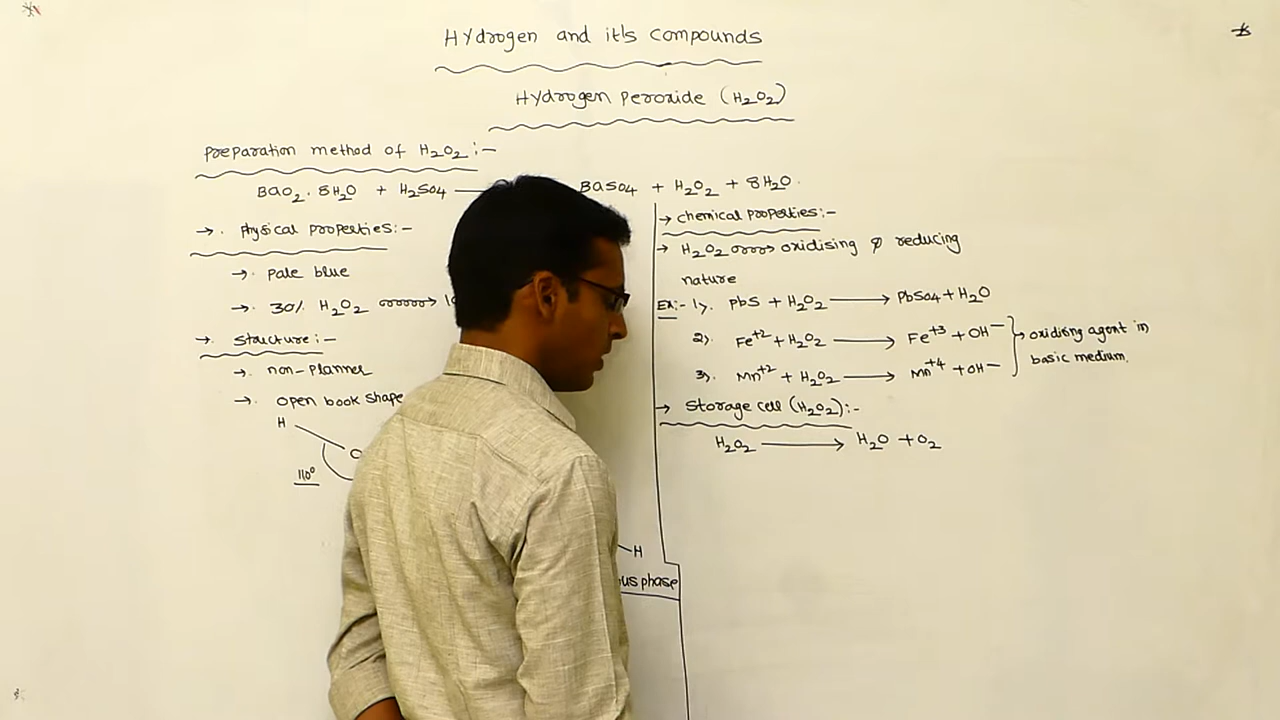 Hydrogen and it's compounds
Hydrogen Peroxide (H₂O₂)
Preparation method of H₂O₂ :-
BaO₂ . 8H₂O + H₂SO₄ — BaSO₄ + H₂O₂ + 8H₂O.
→ . Physical properties:-
→ . pale blue
→ . 30% H₂O₂ →
→ . Structure :-
→ . non-planner
→ . open book shape
H
O
110°
H
us phase
→ chemical properties:-
→ H₂O₂ → oxidising & reducing
nature
Ex:- 1). PbS + H₂O₂ → PbSO₄ + H₂O
2). Fe⁺² + H₂O₂ → Fe⁺³ + OH⁻
3). Mn⁺² + H₂O₂ → Mn⁺⁴ + OH⁻
} → oxidising agent in
basic medium.
→ Storage cell (H₂O₂):-
H₂O₂ → H₂O + O₂